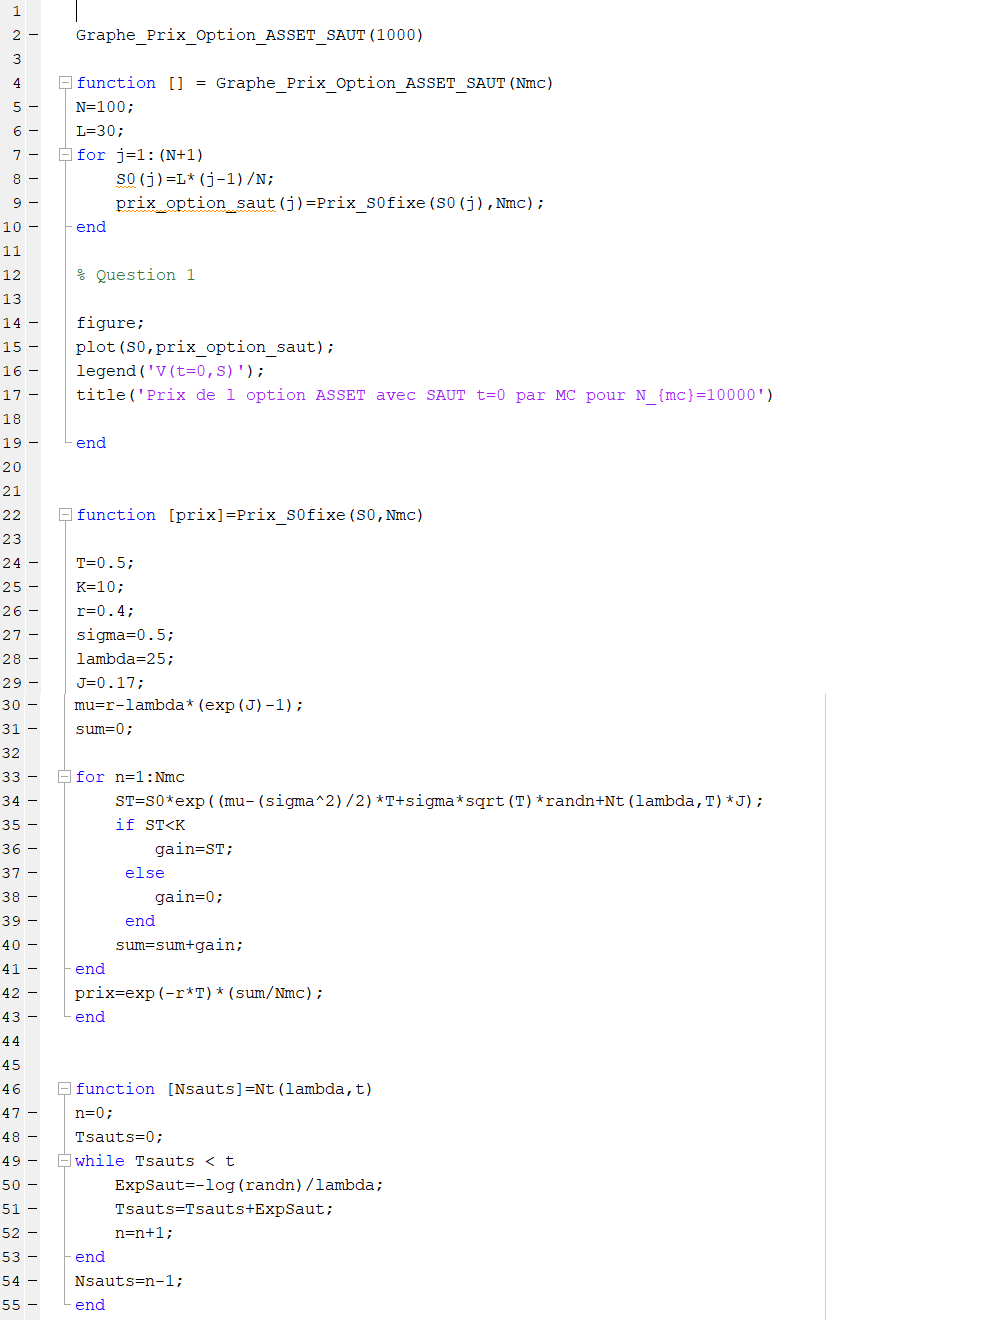 1
2 - Graphe_Prix_Option_ASSET_SAUT(1000)
3
4 function [] = Graphe_Prix_Option_ASSET_SAUT(Nmc)
5 - N=100;
6 - L=30;
7 - for j=1:(N+1)
8 - S0(j)=L*(j-1)/N;
9 - prix_option_saut(j)=Prix_S0fixe(S0(j),Nmc);
10 - end
11
12 % Question 1
13
14 - figure;
15 - plot(S0,prix_option_saut);
16 - legend('V(t=0,S)');
17 - title('Prix de l option ASSET avec SAUT t=0 par MC pour N_{mc}=10000')
18
19 - end
20
21
22 function [prix]=Prix_S0fixe(S0,Nmc)
23
24 - T=0.5;
25 - K=10;
26 - r=0.4;
27 - sigma=0.5;
28 - lambda=25;
29 - J=0.17;
30 - mu=r-lambda*(exp(J)-1);
31 - sum=0;
32
33 - for n=1:Nmc
34 - ST=S0*exp((mu-(sigma^2)/2)*T+sigma*sqrt(T)*randn+Nt(lambda,T)*J);
35 - if ST<K
36 - gain=ST;
37 - else
38 - gain=0;
39 - end
40 - sum=sum+gain;
41 - end
42 - prix=exp(-r*T)*(sum/Nmc);
43 - end
44
45
46 function [Nsauts]=Nt(lambda,t)
47 - n=0;
48 - Tsauts=0;
49 - while Tsauts < t
50 - ExpSaut=-log(randn)/lambda;
51 - Tsauts=Tsauts+ExpSaut;
52 - n=n+1;
53 - end
54 - Nsauts=n-1;
55 - end